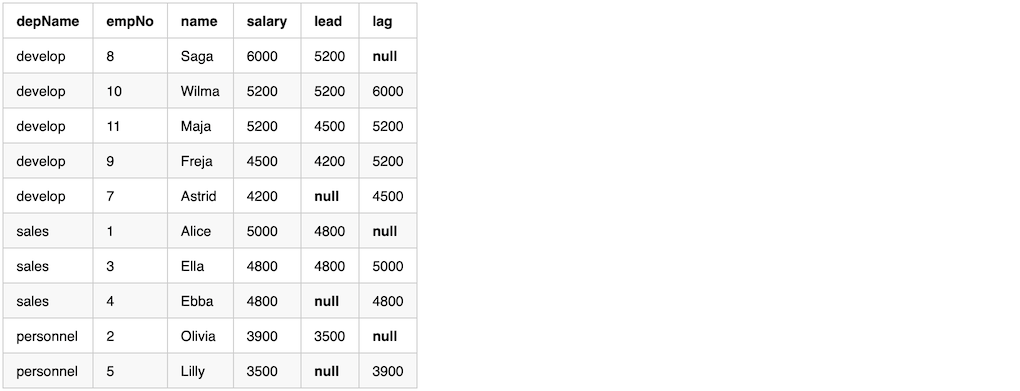 depName empNo name salary lead lag
develop 8 Saga 6000 5200 null
develop 10 Wilma 5200 5200 6000
develop 11 Maja 5200 4500 5200
develop 9 Freja 4500 4200 5200
develop 7 Astrid 4200 null 4500
sales 1 Alice 5000 4800 null
sales 3 Ella 4800 4800 5000
sales 4 Ebba 4800 null 4800
personnel 2 Olivia 3900 3500 null
personnel 5 Lilly 3500 null 3900